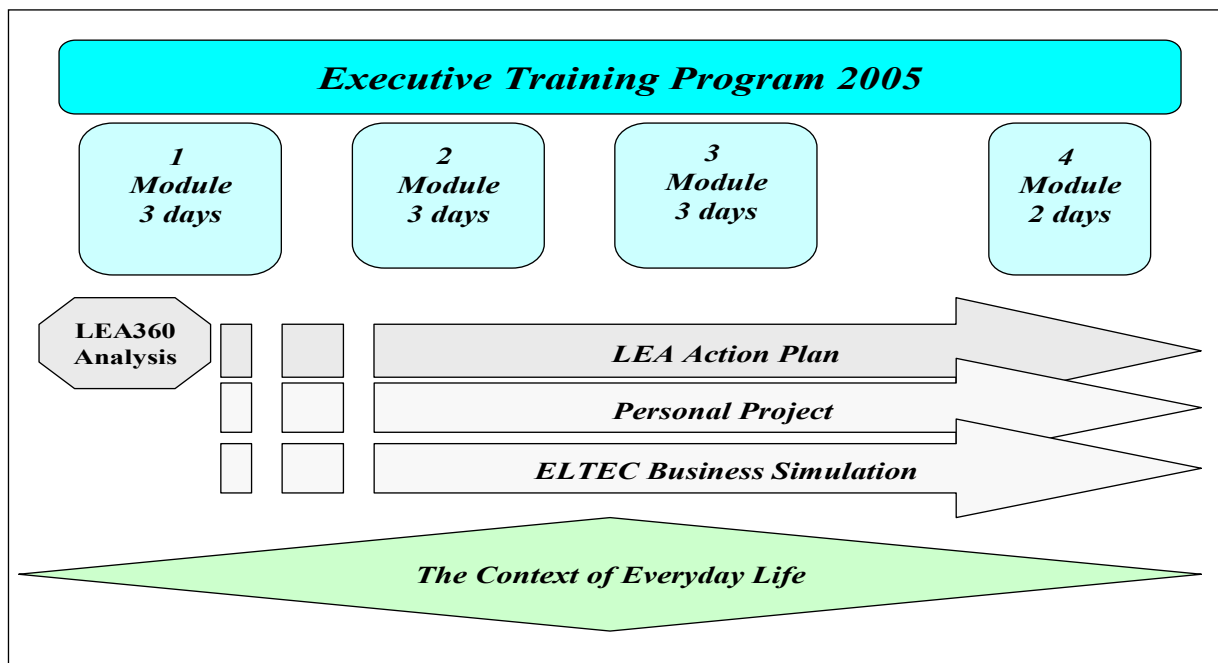 Executive Training Program 2005
1
Module
3 days
2
Module
3 days
3
Module
3 days
4
Module
2 days
LEA360
Analysis
LEA Action Plan
Personal Project
ELTEC Business Simulation
The Context of Everyday Life